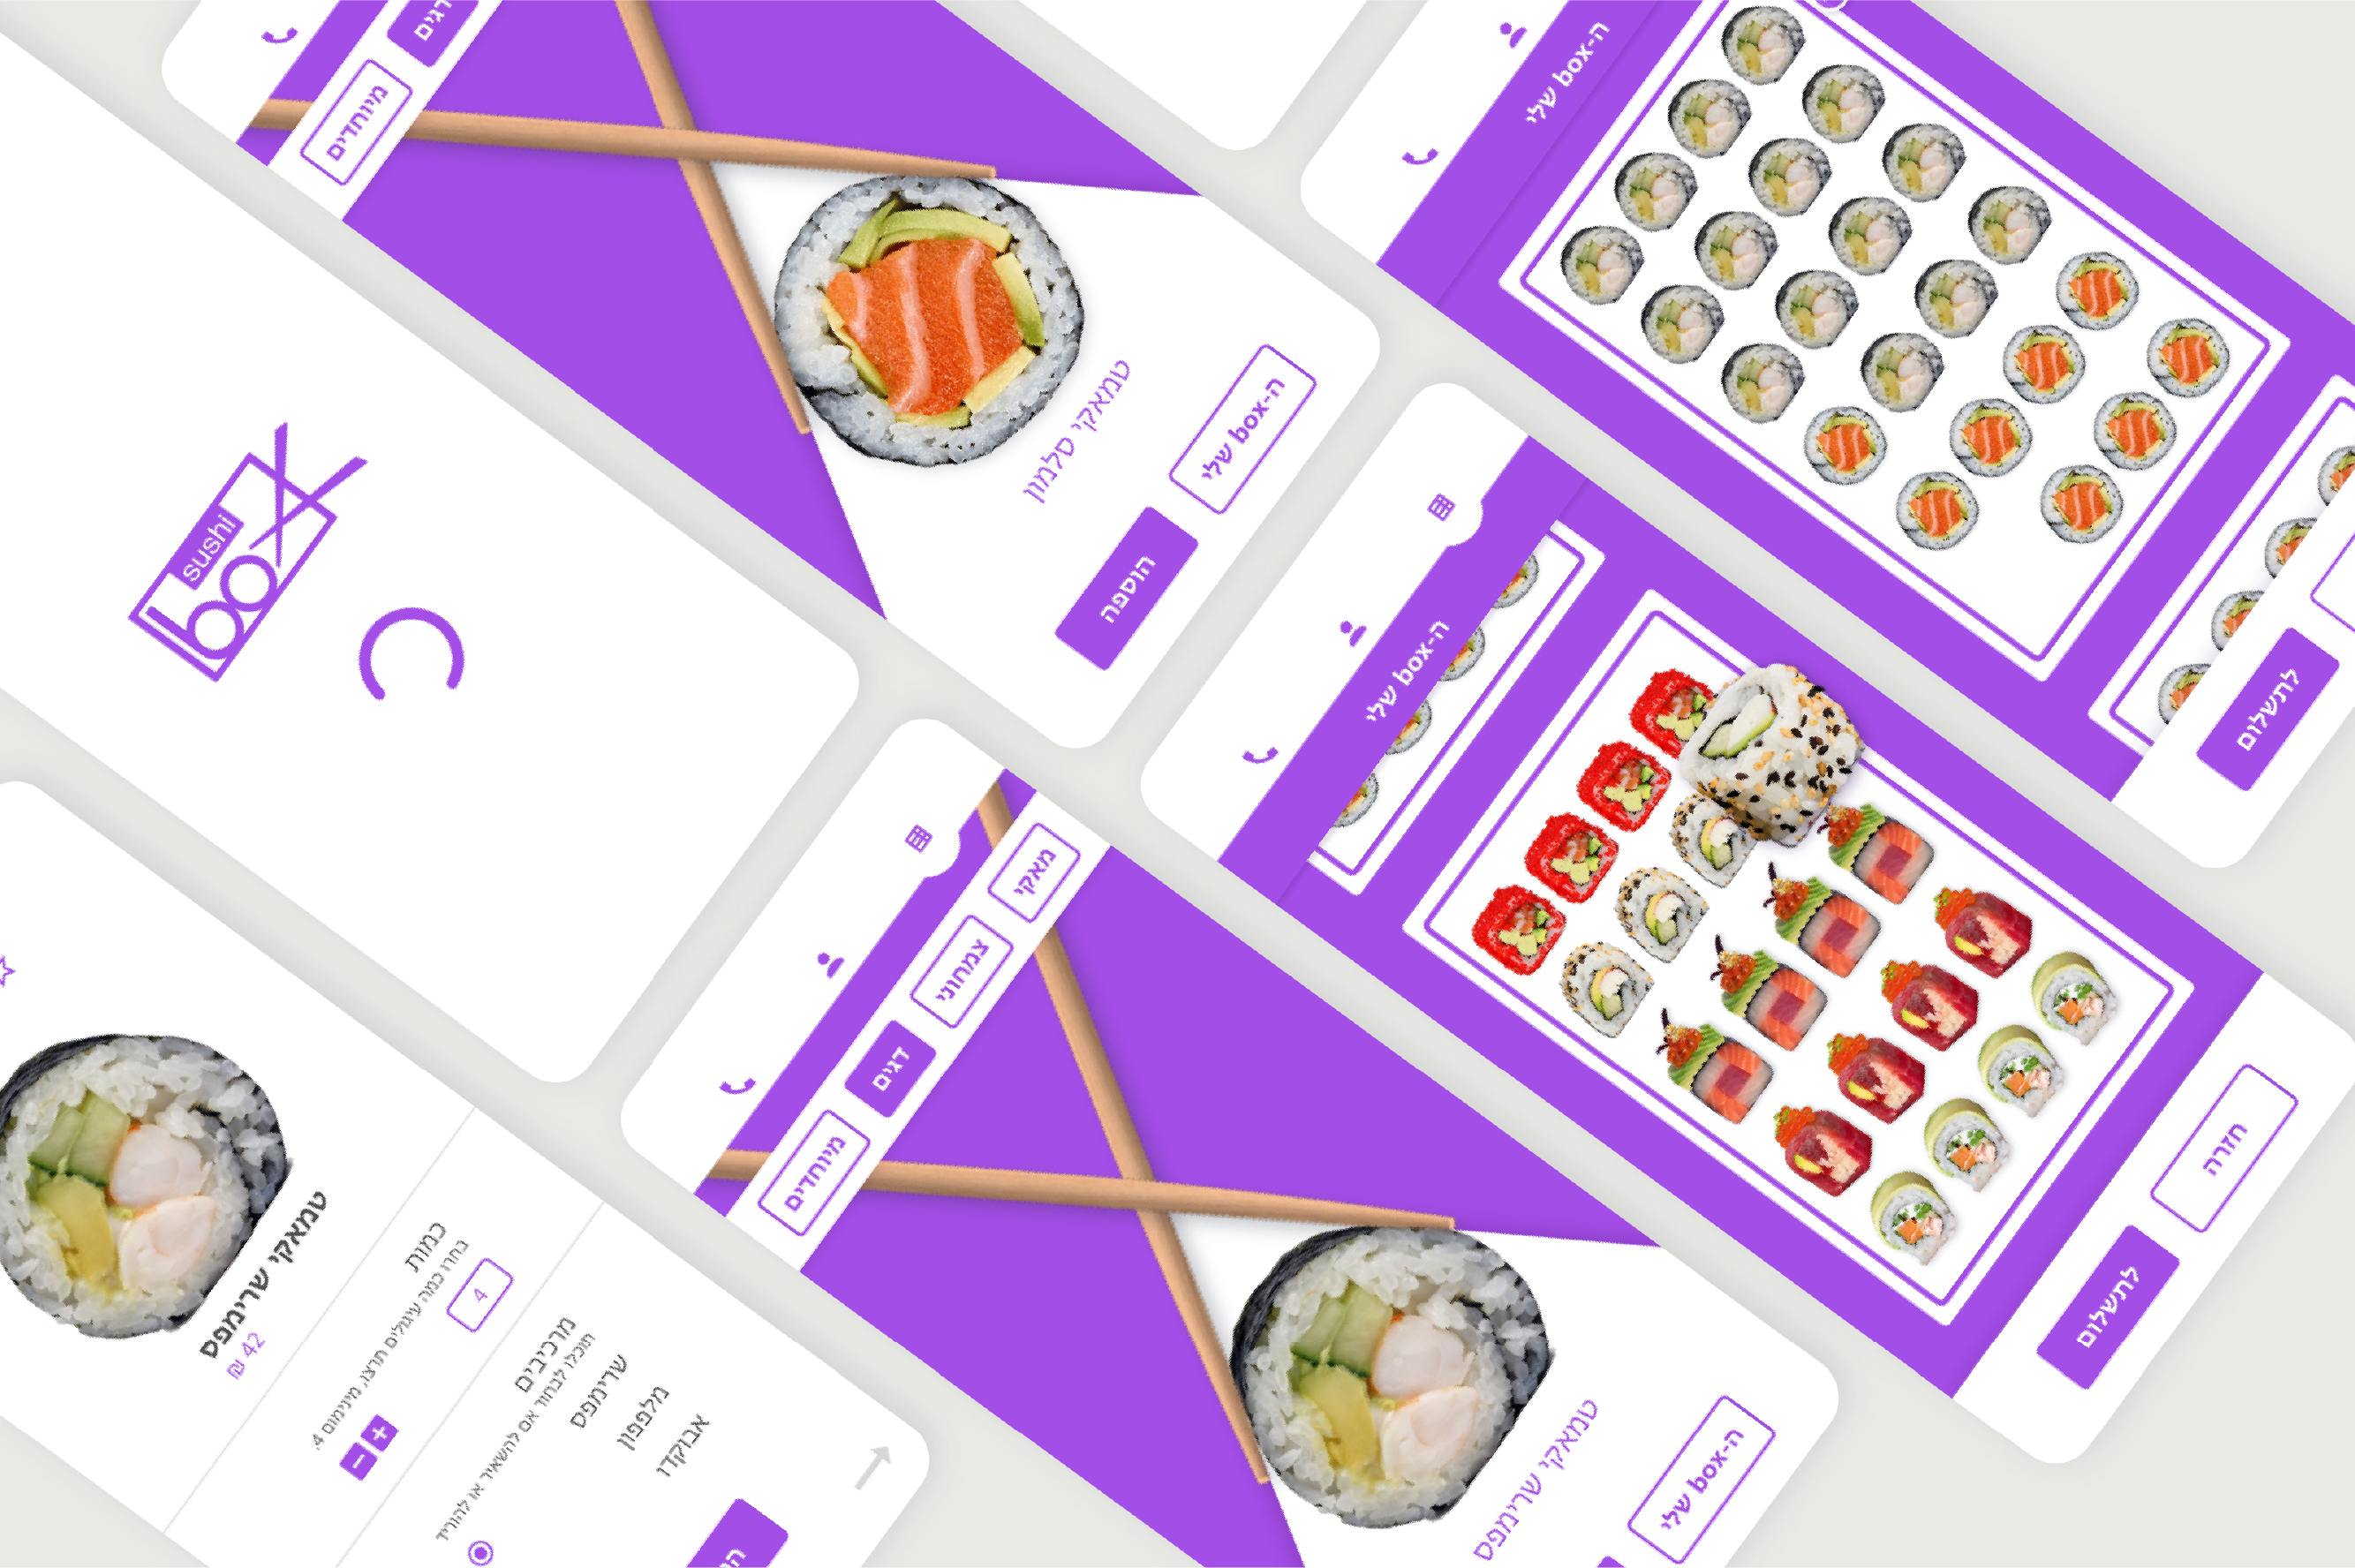 דגים
מיוחדים
טמאקי סלמון
ה-box שלי
הוספה
ה-box שלי
לתשלום
sushi
box
ה-box שלי
חזרה
לתשלום
מאקי
צמחוני
דגים
מיוחדים
טמאקי שרימפס
ה-box שלי
טמאקי שרימפס
42 ₪
כמות
בחרו כמה עיגולים תרצו, מינימום 4.
4
+
−
מרכיבים
תוכלו לבחור אם להשאיר או להוריד
שרימפס
מלפפון
אבוקדו